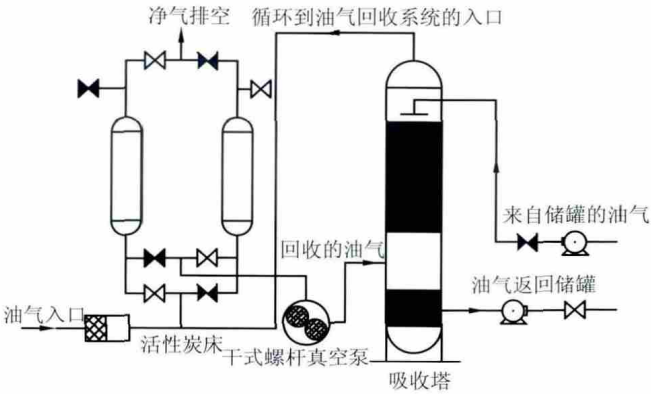 净气排空
循环到油气回收系统的入口
来自储罐的油气
回收的油气
油气返回储罐
油气入口
活性炭床
干式螺杆真空泵
吸收塔